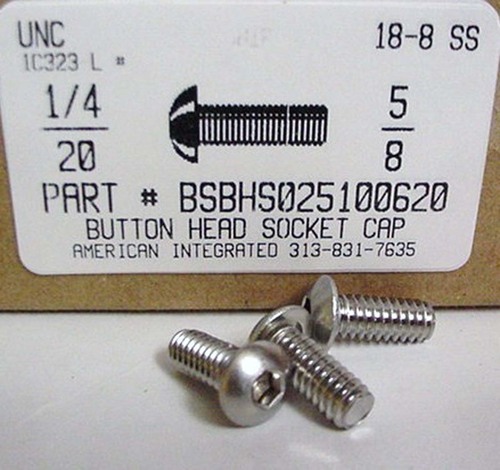 UNC 18-8 SS
1C323 L #
1/4 5
20 8
PART # BSBHS025100620
BUTTON HEAD SOCKET CAP
AMERICAN INTEGRATED 313-831-7635